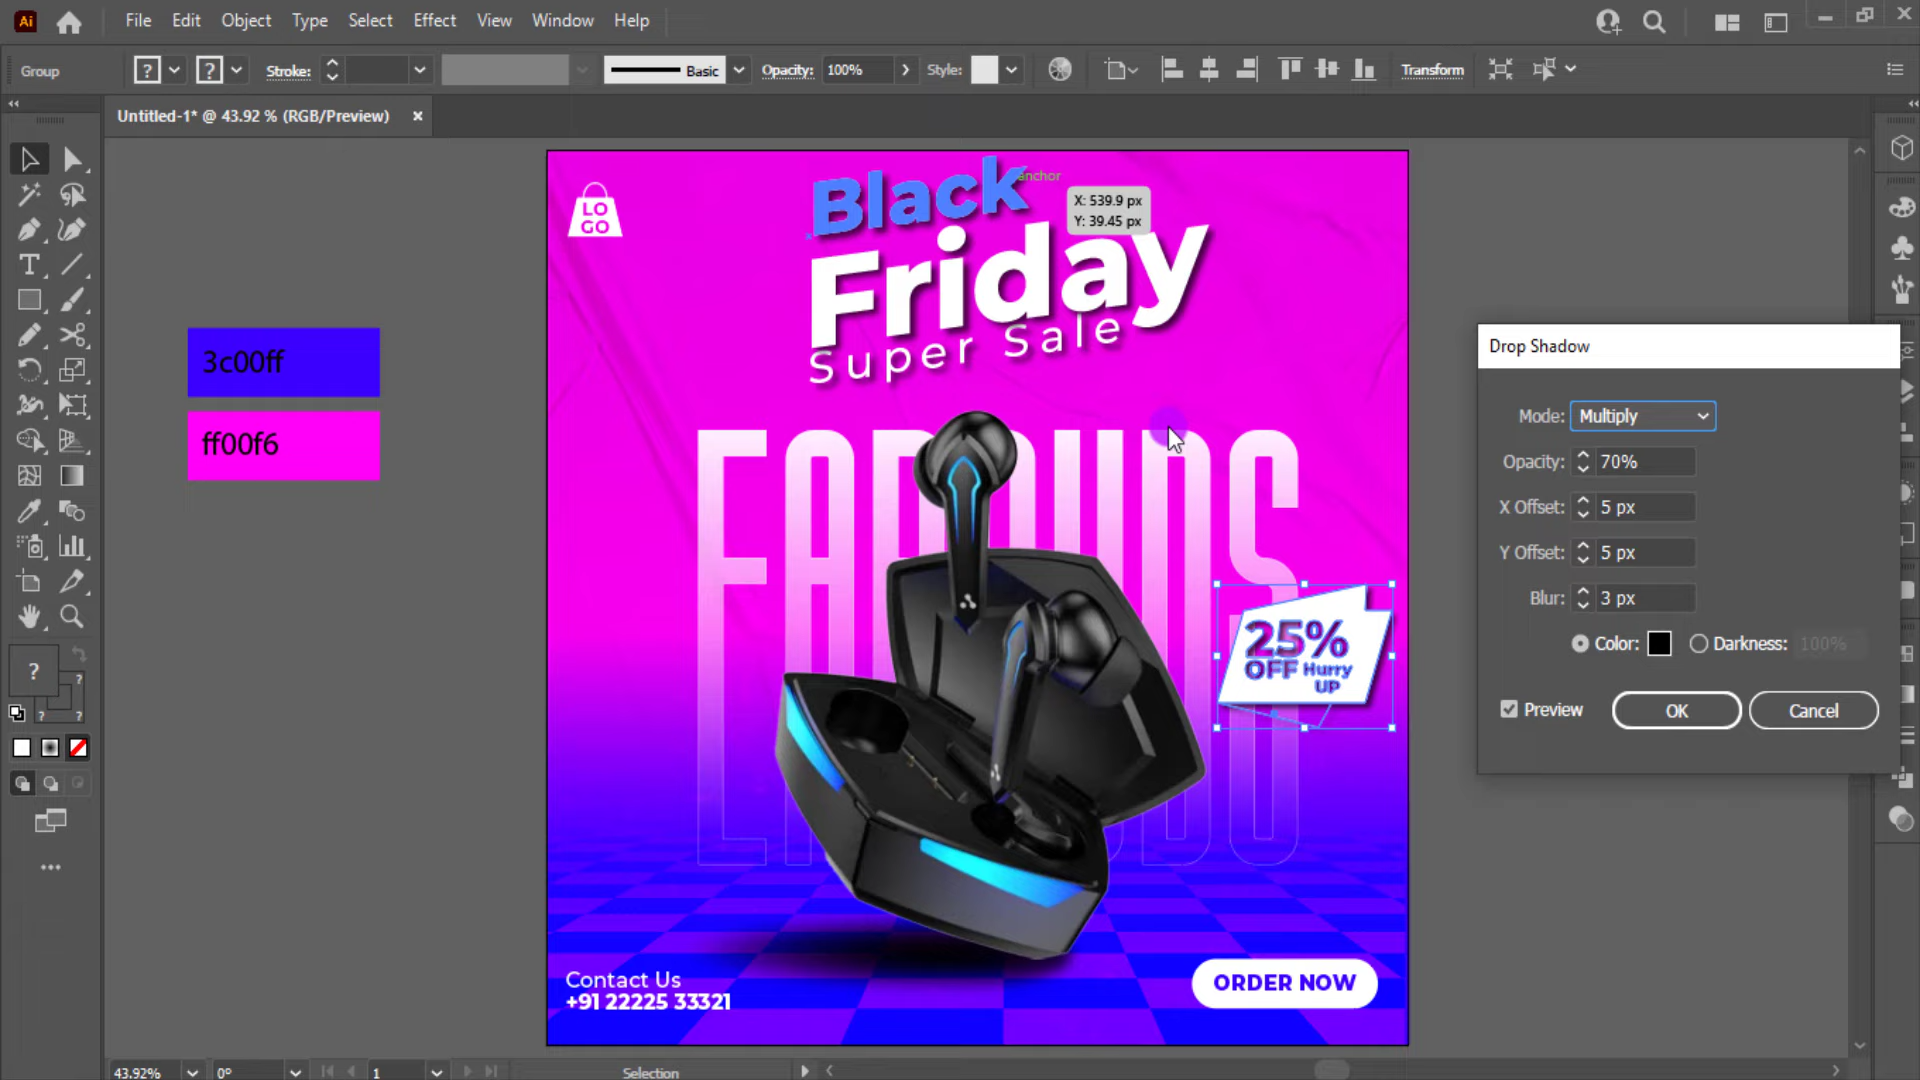 Ai File Edit Object Type Select Effect View Window Help
Group ? ? Stroke: Basic Opacity: 100% Style: Transform
Untitled-1* @ 43.92 % (RGB/Preview) ×
3c00ff
ff00f6
LO
GO
Black
anchor
X: 539.9 px
Y: 39.45 px
Friday
Super Sale
EARBUDS
25%
OFF Hurry
UP
Contact Us
+91 22225 33321
ORDER NOW
Drop Shadow
Mode: Multiply
Opacity: 70%
X Offset: 5 px
Y Offset: 5 px
Blur: 3 px
Color: Darkness: 100%
Preview OK Cancel
?
?
? ?
43.92% 0° 1 Selection